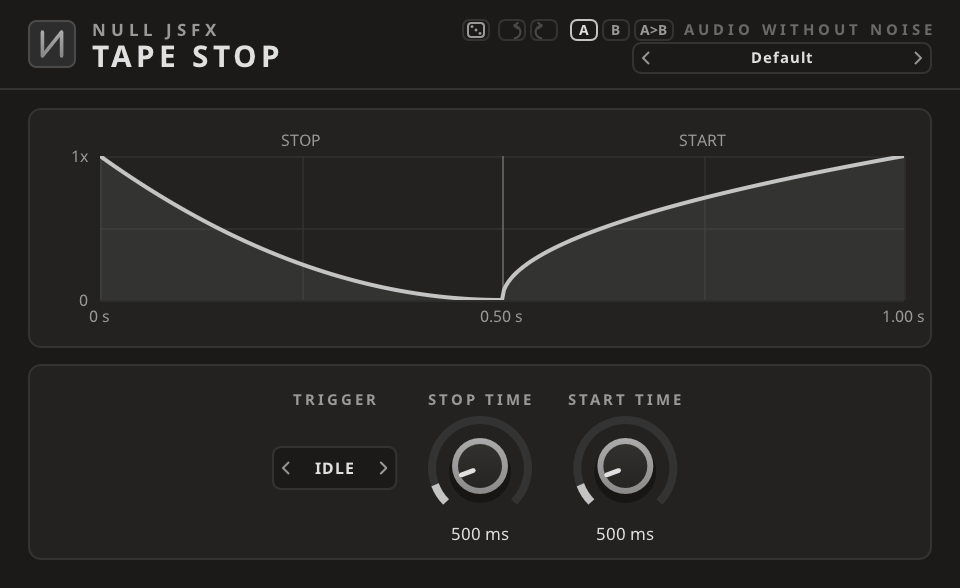 NULL JSFX
TAPE STOP
A B A>B AUDIO WITHOUT NOISE
Default
STOP START
1x
0
0 s 0.50 s 1.00 s
TRIGGER STOP TIME START TIME
IDLE
500 ms 500 ms